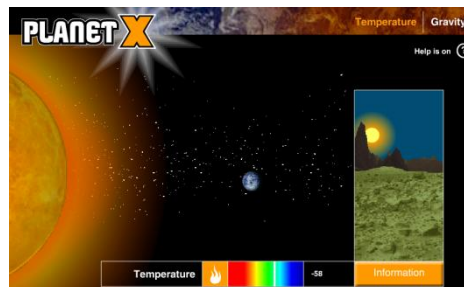 PLANET X
Temperature Gravity
Help is on ?
Temperature -58
Information